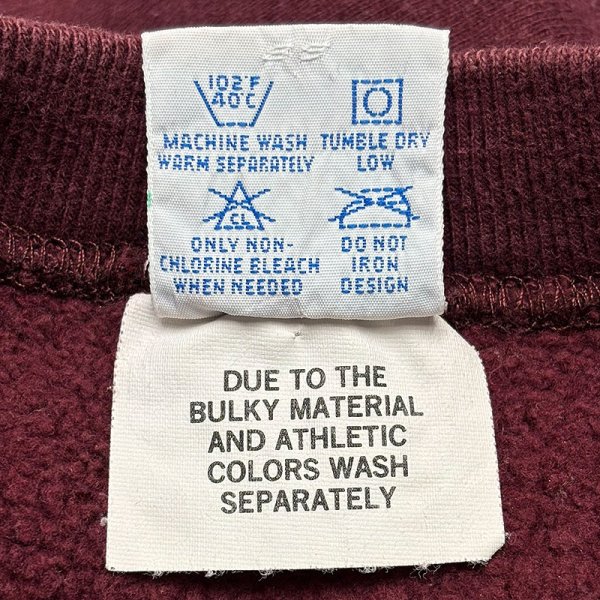 102°F
40°C
MACHINE WASH
WARM SEPARATELY
TUMBLE DRY
LOW
CL
ONLY NON-
CHLORINE BLEACH
WHEN NEEDED
DO NOT
IRON
DESIGN
DUE TO THE
BULKY MATERIAL
AND ATHLETIC
COLORS WASH
SEPARATELY